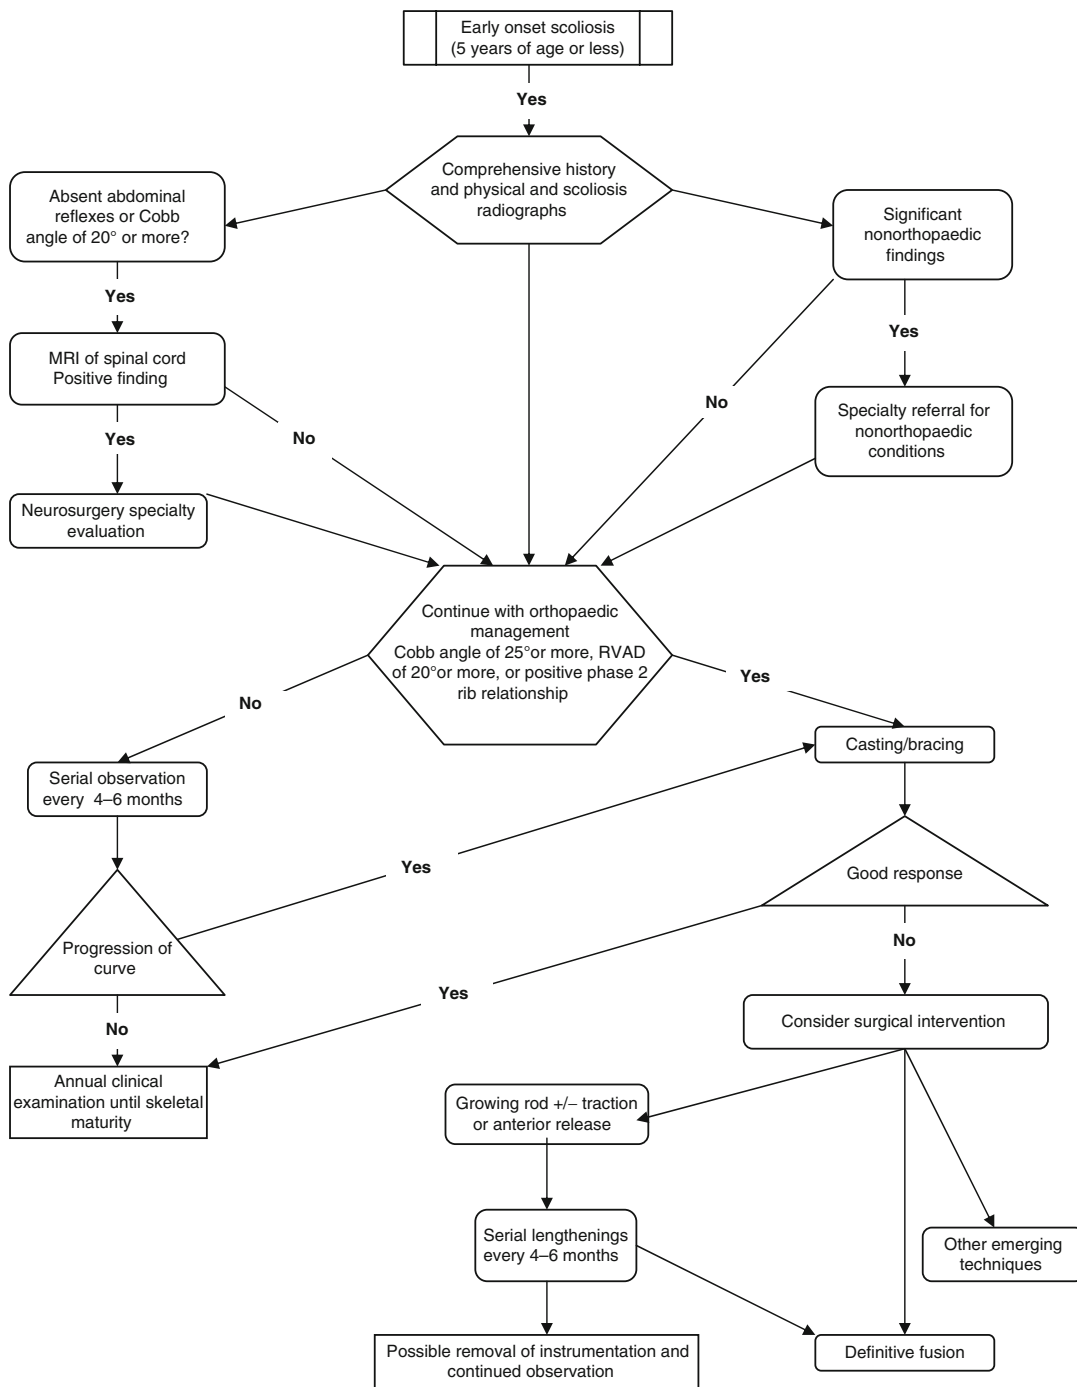 Early onset scoliosis
(5 years of age or less)
Yes
Comprehensive history
and physical and scoliosis
radiographs
Absent abdominal
reflexes or Cobb
angle of 20° or more?
Significant
nonorthopaedic
findings
Yes
Yes
MRI of spinal cord
Positive finding
No
Specialty referral for
nonorthopaedic
conditions
Yes
No
Neurosurgery specialty
evaluation
Continue with orthopaedic
management
Cobb angle of 25°or more, RVAD
of 20°or more, or positive phase 2
rib relationship
No
Yes
Serial observation
every 4–6 months
Casting/bracing
Yes
Good response
Progression of
curve
No
Yes
No
Consider surgical intervention
Annual clinical
examination until skeletal
maturity
Growing rod +/– traction
or anterior release
Serial lengthenings
every 4–6 months
Other emerging
techniques
Possible removal of instrumentation and
continued observation
Definitive fusion